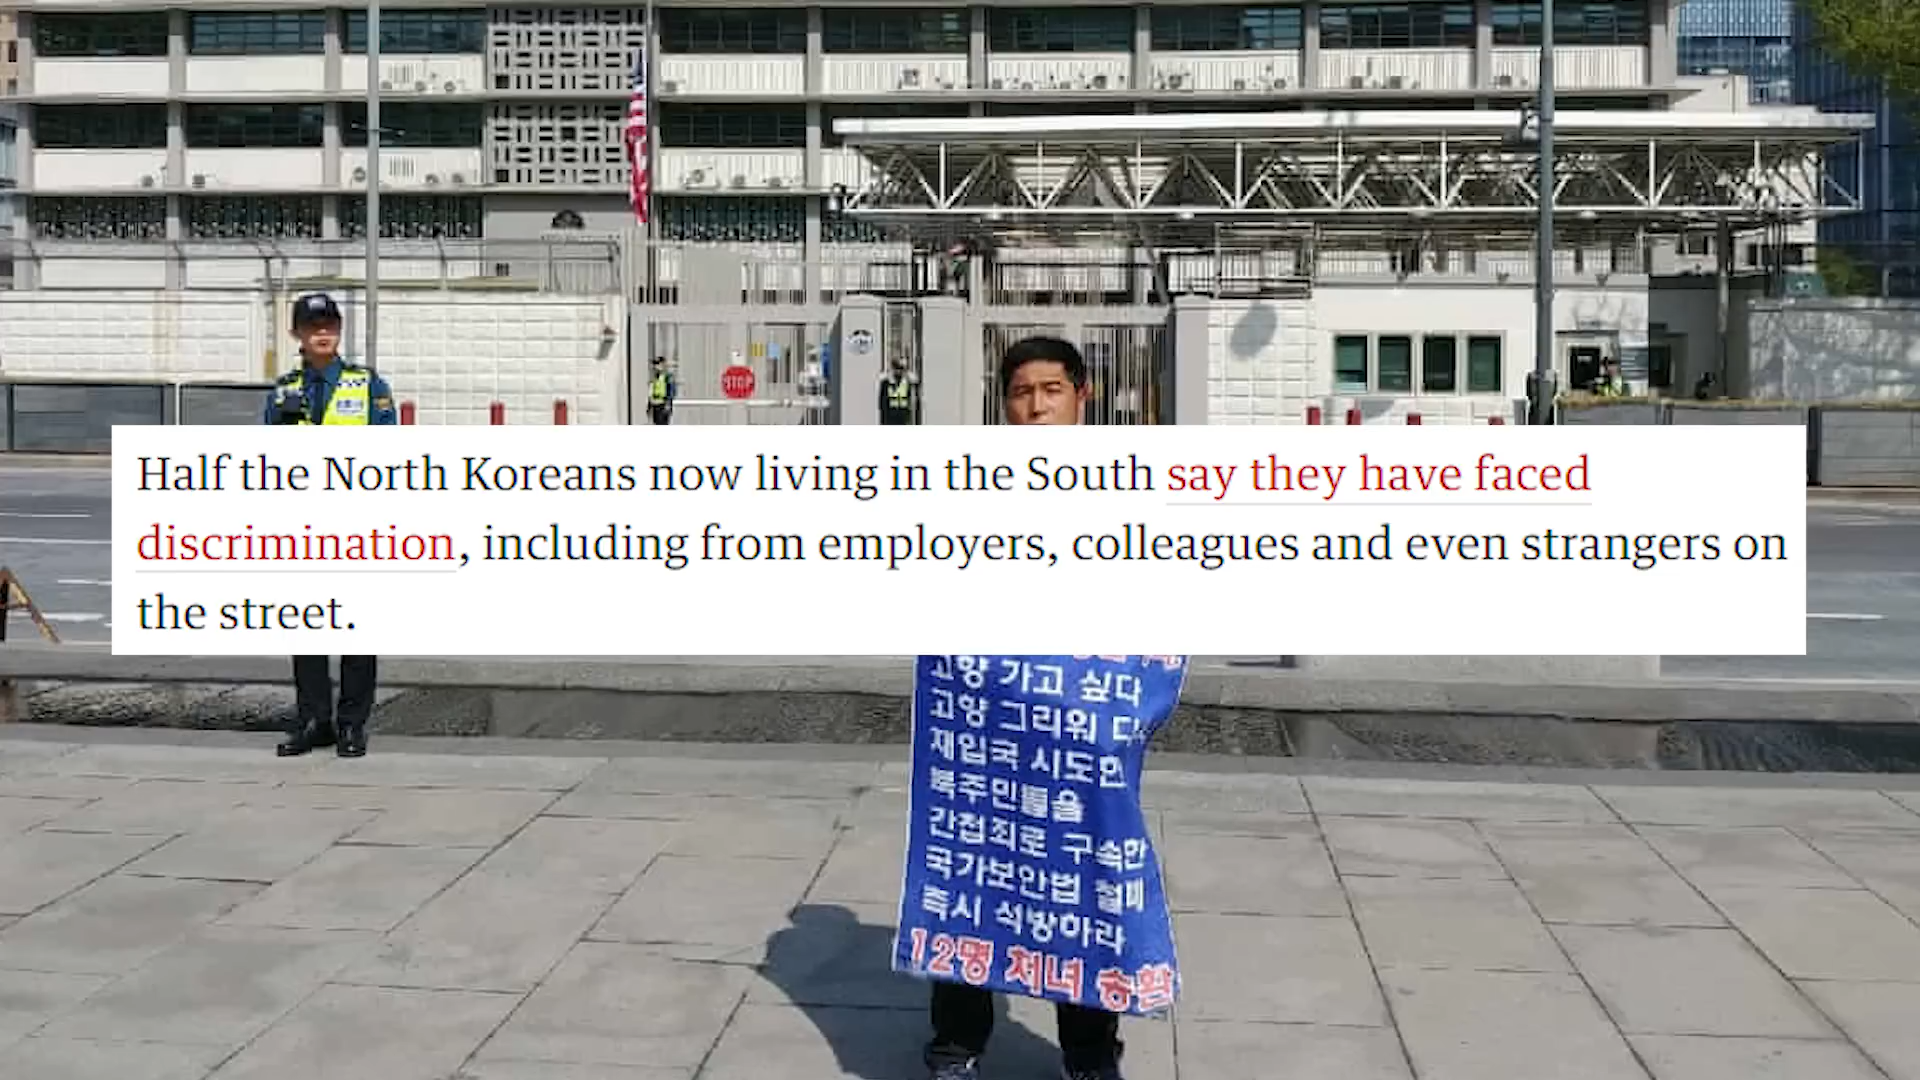 STOP
Half the North Koreans now living in the South say they have faced
discrimination, including from employers, colleagues and even strangers on
the street.
고향 가고 싶다
고향 그리워
재입국 시도한
북주민들을
간첩죄로 구속한
국가보안법 철폐
즉시 석방하라
12명 처녀 송환